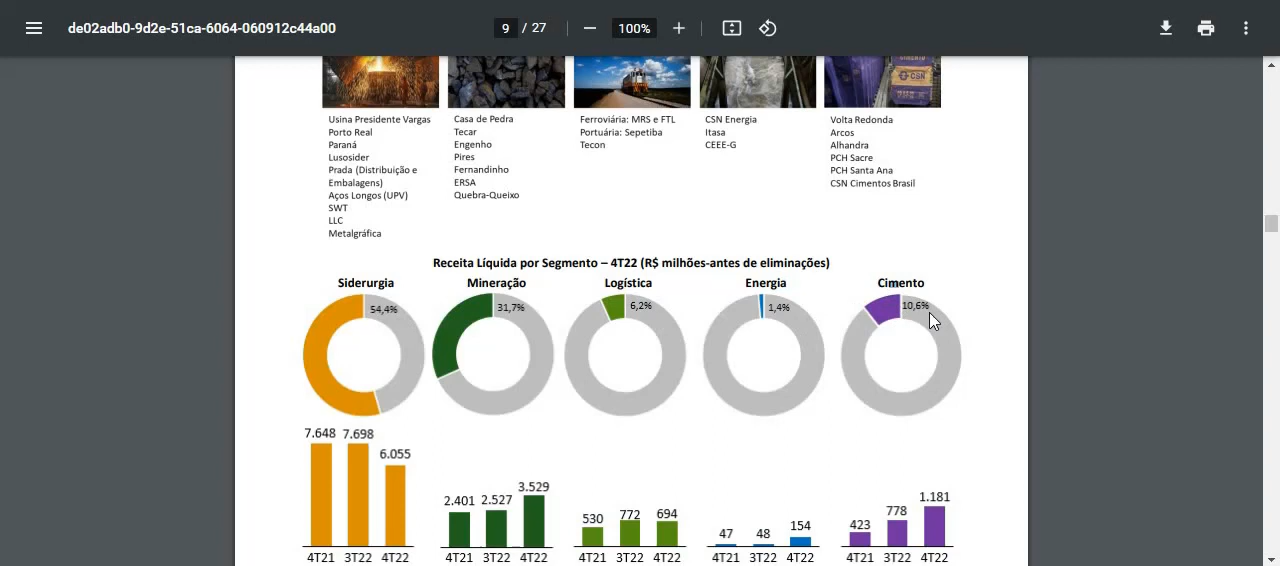 de02adb0-9d2e-51ca-6064-060912c44a00
9 / 27
100%
CIMENTO
CSN
Usina Presidente Vargas
Porto Real
Paraná
Lusosider
Prada (Distribuição e
Embalagens)
Aços Longos (UPV)
SWT
LLC
Metalgráfica
Casa de Pedra
Tecar
Engenho
Pires
Fernandinho
ERSA
Quebra-Queixo
Ferroviária: MRS e FTL
Portuária: Sepetiba
Tecon
CSN Energia
Itasa
CEEE-G
Volta Redonda
Arcos
Alhandra
PCH Sacre
PCH Santa Ana
CSN Cimentos Brasil
Receita Líquida por Segmento – 4T22 (R$ milhões-antes de eliminações)
Siderurgia
Mineração
Logística
Energia
Cimento
54,4%
31,7%
6,2%
1,4%
10,6%
7.648 7.698 6.055
4T21 3T22 4T22
2.401 2.527 3.529
4T21 3T22 4T22
530 772 694
4T21 3T22 4T22
47 48 154
4T21 3T22 4T22
423 778 1.181
4T21 3T22 4T22